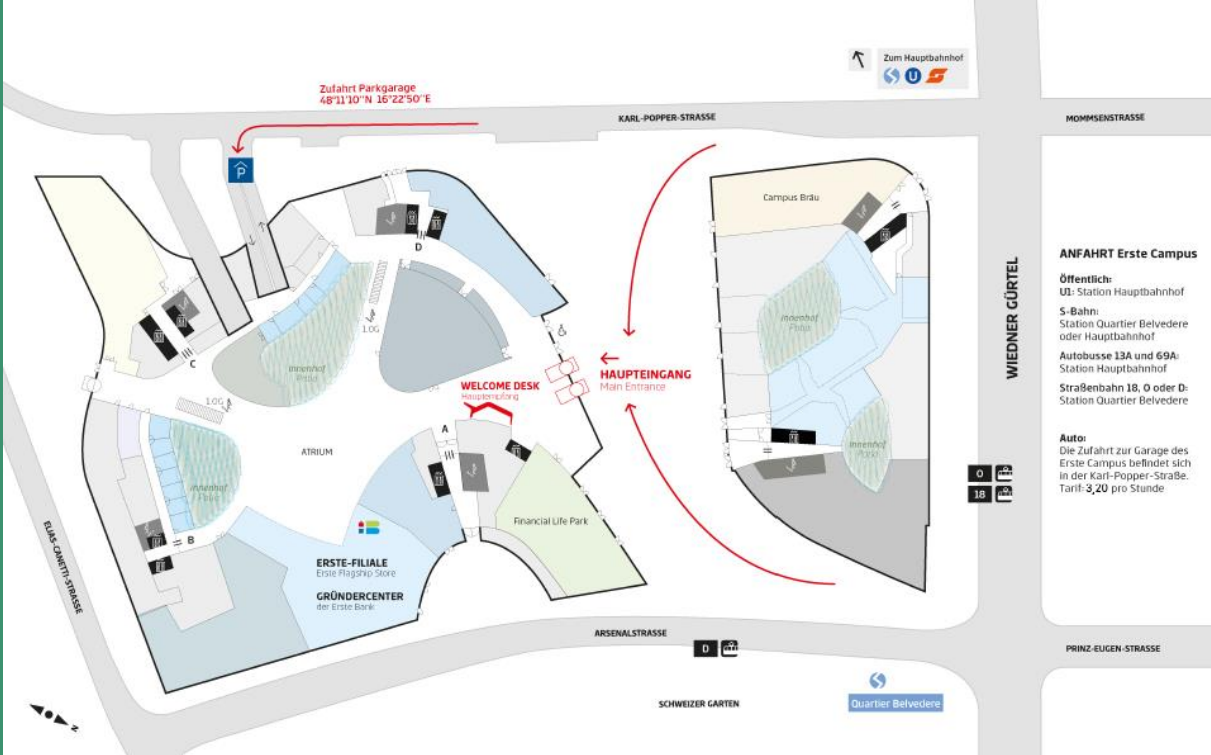 Zum Hauptbahnhof
S U S
Zufahrt Parkgarage
48°11'10''N 16°22'50''E
KARL-POPPER-STRASSE
MOMMSENSTRASSE
P
Campus Bräu
D
WIEDNER GÜRTEL
Innenhof
Patio
Innenhof
Patio
1.OG
C
HAUPTEINGANG
Main Entrance
WELCOME DESK
Hauptempfang
1.OG
A
ATRIUM
Innenhof
Patio
Innenhof
Patio
B
Financial Life Park
ERSTE-FILIALE
Erste Flagship Store
GRÜNDERCENTER
der Erste Bank
ELIAS-CANETTI-STRASSE
O
18
ARSENALSTRASSE
D
PRINZ-EUGEN-STRASSE
SCHWEIZER GARTEN
S
Quartier Belvedere
N
ANFAHRT Erste Campus
Öffentlich:
U1: Station Hauptbahnhof
S-Bahn:
Station Quartier Belvedere
oder Hauptbahnhof
Autobusse 13A und 69A:
Station Hauptbahnhof
Straßenbahn 18, O oder D:
Station Quartier Belvedere
Auto:
Die Zufahrt zur Garage des
Erste Campus befindet sich
in der Karl-Popper-Straße.
Tarif: 3,20 pro Stunde